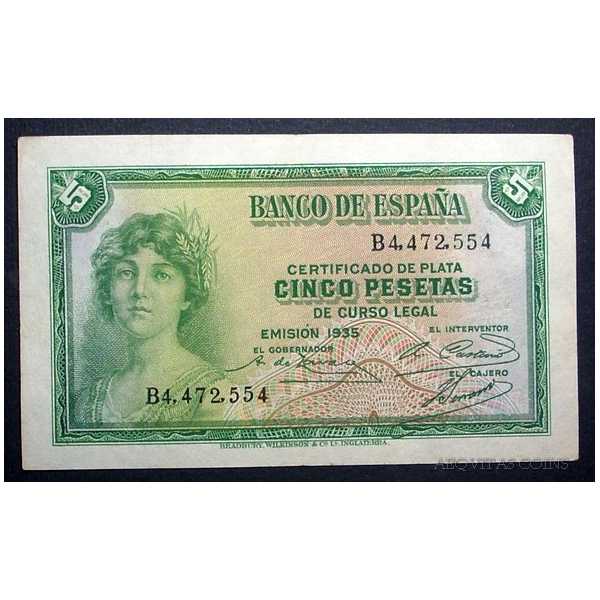 5 5
BANCO DE ESPAÑA
B4,472,554
CERTIFICADO DE PLATA
CINCO PESETAS
DE CURSO LEGAL
EMISIÓN 1935
EL INTERVENTOR
EL GOBERNADOR
EL CAJERO
B4,472,554
BRADBURY, WILKINSON & Cº Lᴅ. INGLATERRA.
AEQVITAS COINS